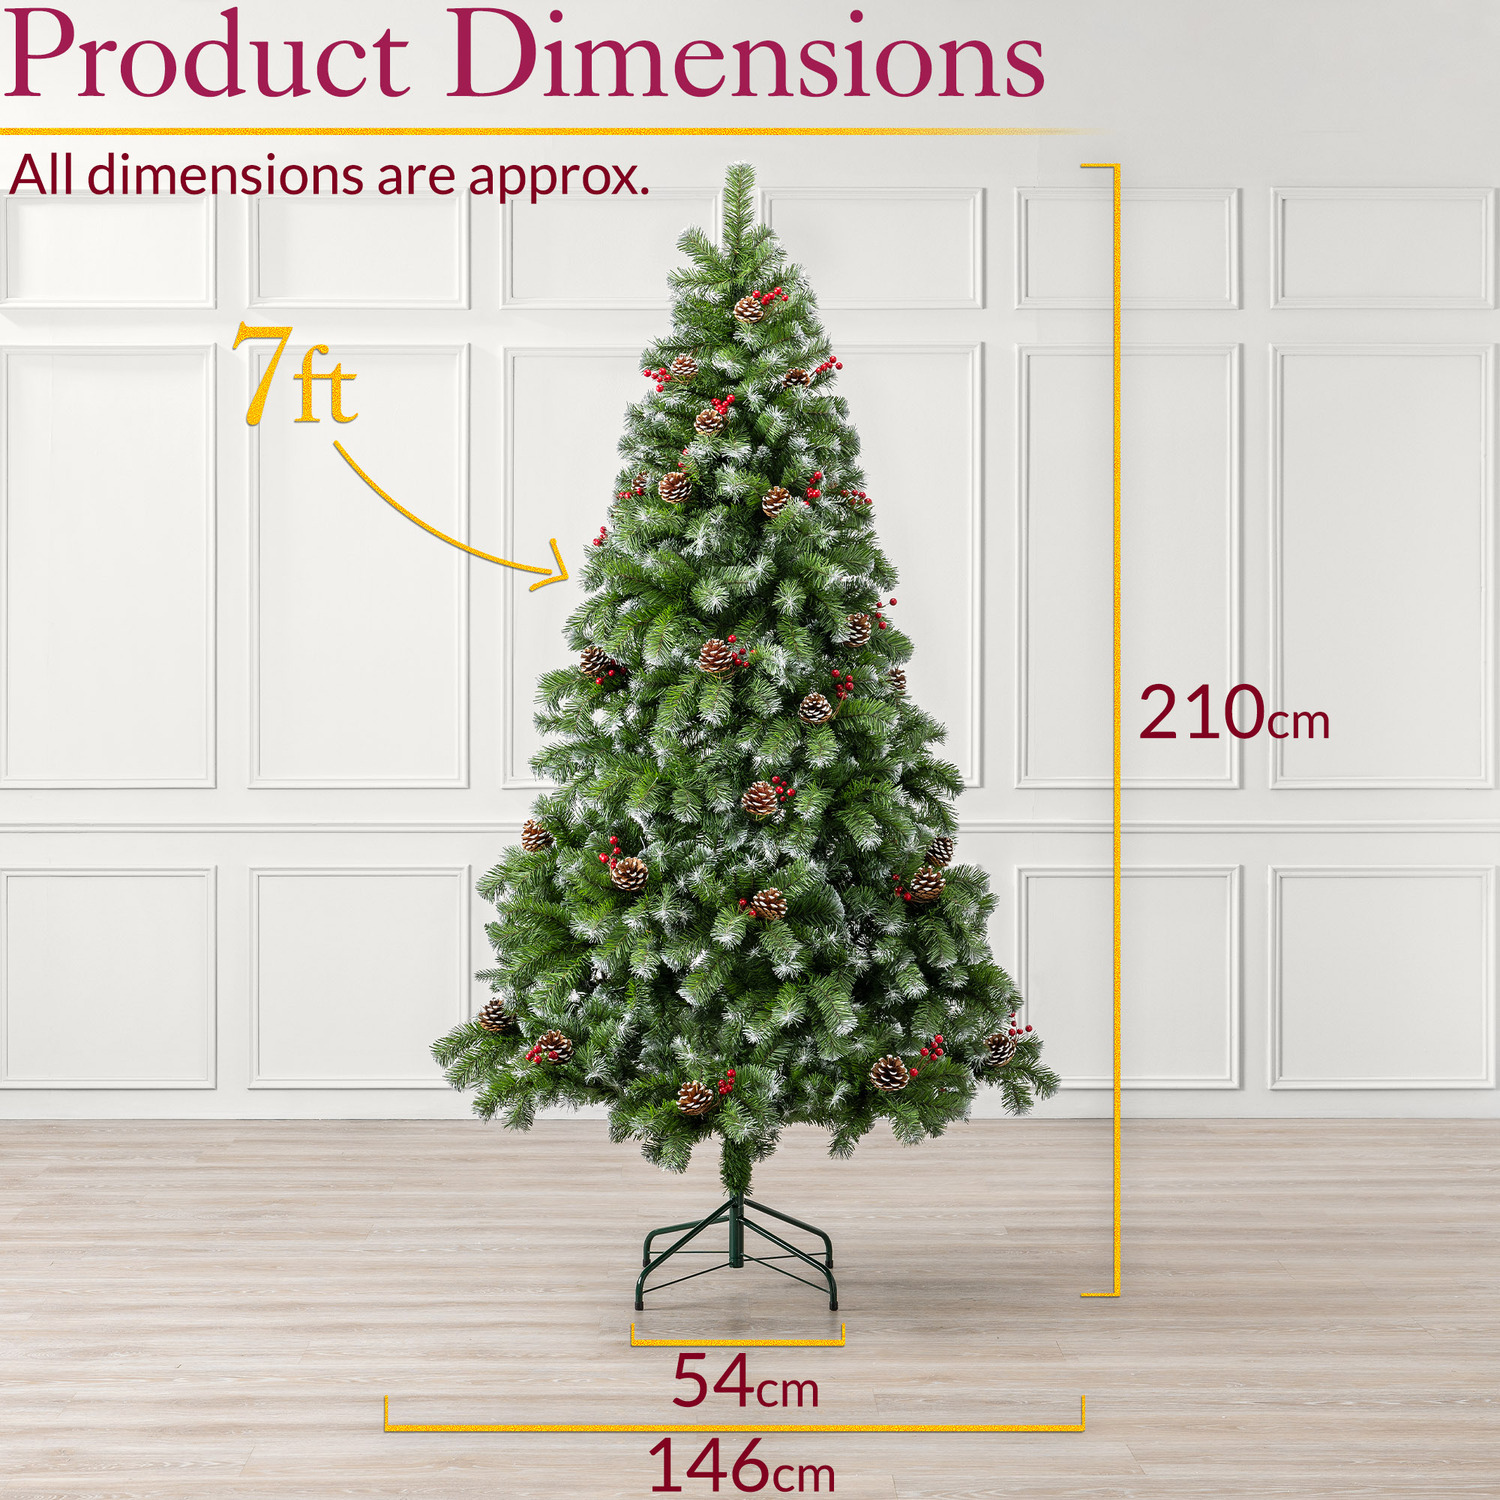 Product Dimensions
All dimensions are approx.
7ft
210cm
54cm
146cm